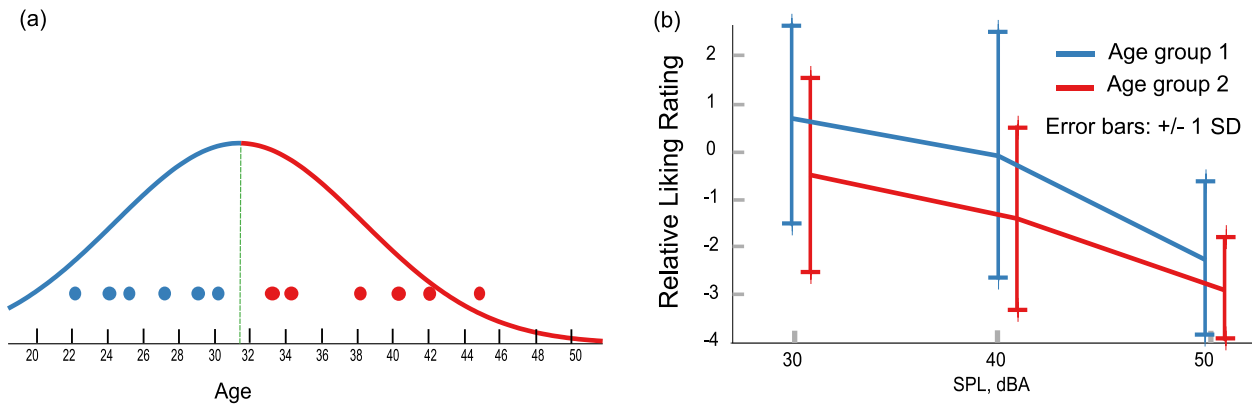 (a)
20 22 24 26 28 30 32 34 36 38 40 42 44 46 48 50
Age
(b)
Relative Liking Rating
2
1
0
-1
-2
-3
-4
Age group 1
Age group 2
Error bars: +/- 1 SD
30 40 50
SPL, dBA